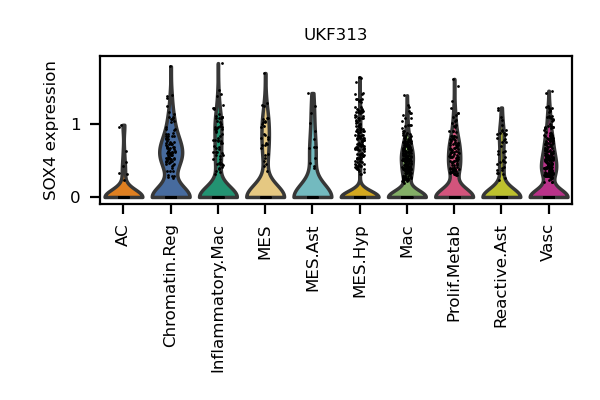 UKF313
SOX4 expression
1
0
AC
Chromatin.Reg
Inflammatory.Mac
MES
MES.Ast
MES.Hyp
Mac
Prolif.Metab
Reactive.Ast
Vasc